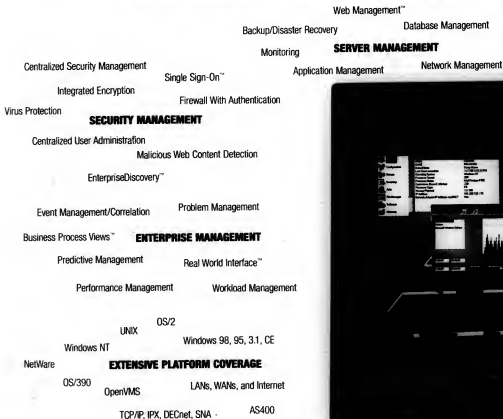 Web Management™
Backup/Disaster Recovery
Database Management
Monitoring
SERVER MANAGEMENT
Application Management
Network Management
Centralized Security Management
Single Sign-On™
Integrated Encryption
Firewall With Authentication
Virus Protection
SECURITY MANAGEMENT
Centralized User Administration
Malicious Web Content Detection
EnterpriseDiscovery™
Event Management/Correlation
Problem Management
Business Process Views™
ENTERPRISE MANAGEMENT
Predictive Management
Real World Interface™
Performance Management
Workload Management
OS/2
UNIX
Windows NT
Windows 98, 95, 3.1, CE
NetWare
EXTENSIVE PLATFORM COVERAGE
OS/390
OpenVMS
LANs, WANs, and Internet
TCP/IP, IPX, DECnet, SNA
AS400